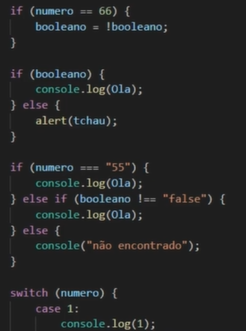 if (numero == 66) {
    booleano = !booleano;
}

if (booleano) {
    console.log(Ola);
} else {
    alert(tchau);
}

if (numero === "55") {
    console.log(Ola);
} else if (booleano !== "false") {
    console.log(Ola);
} else {
    console("não encontrado");
}

switch (numero) {
    case 1:
        console.log(1);